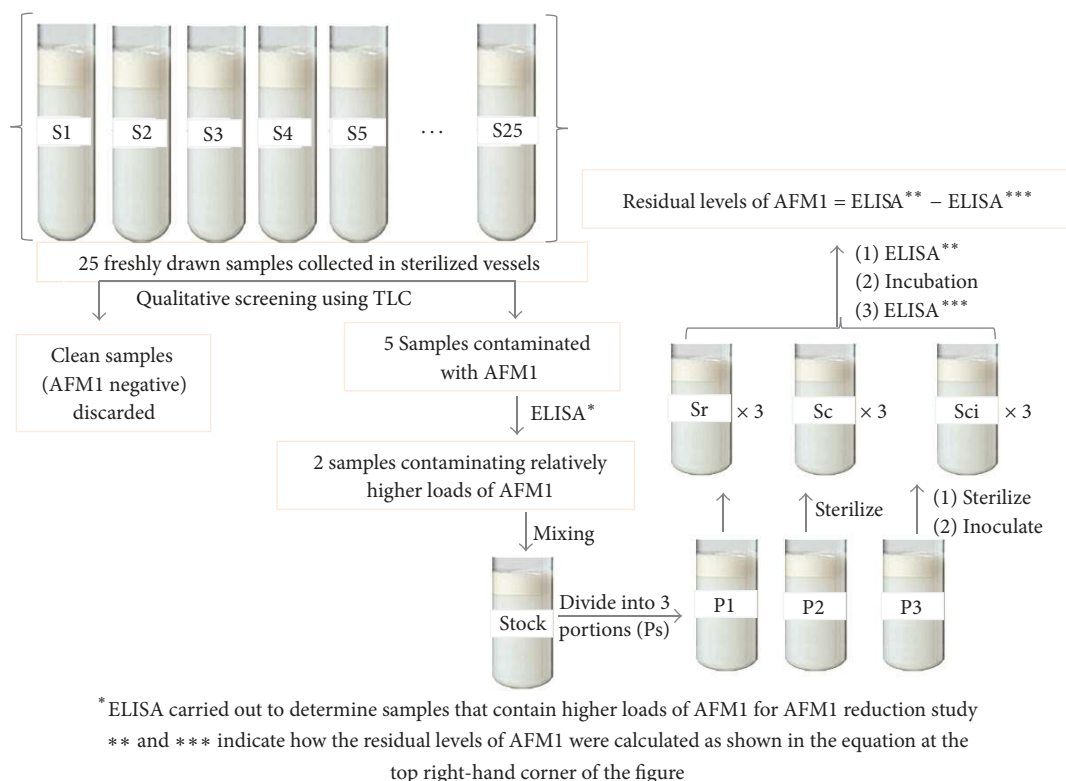 S1 S2 S3 S4 S5 ... S25
25 freshly drawn samples collected in sterilized vessels
Qualitative screening using TLC
Clean samples
(AFM1 negative)
discarded
5 Samples contaminated
with AFM1
ELISA*
2 samples contaminating relatively
higher loads of AFM1
Mixing
Stock
Divide into 3
portions (Ps)
P1 P2 P3
Sterilize
(1) Sterilize
(2) Inoculate
Sr × 3 Sc × 3 Sci × 3
(1) ELISA**
(2) Incubation
(3) ELISA***
Residual levels of AFM1 = ELISA** − ELISA***
*ELISA carried out to determine samples that contain higher loads of AFM1 for AFM1 reduction study
** and *** indicate how the residual levels of AFM1 were calculated as shown in the equation at the
top right-hand corner of the figure